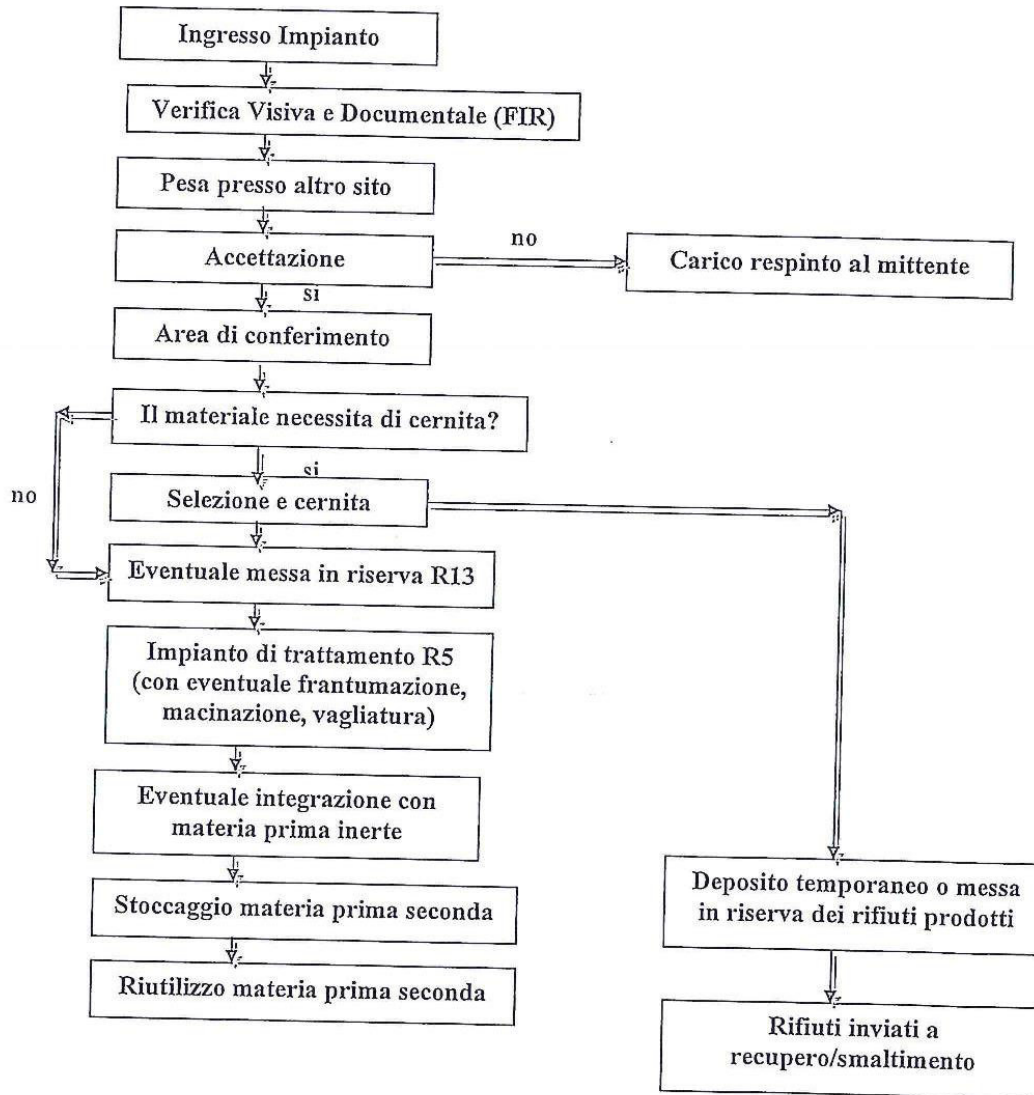 Ingresso Impianto
Verifica Visiva e Documentale (FIR)
Pesa presso altro sito
Accettazione
no
Carico respinto al mittente
si
Area di conferimento
Il materiale necessita di cernita?
no
si
Selezione e cernita
Eventuale messa in riserva R13
Impianto di trattamento R5
(con eventuale frantumazione,
macinazione, vagliatura)
Eventuale integrazione con
materia prima inerte
Stoccaggio materia prima seconda
Riutilizzo materia prima seconda
Deposito temporaneo o messa
in riserva dei rifiuti prodotti
Rifiuti inviati a
recupero/smaltimento